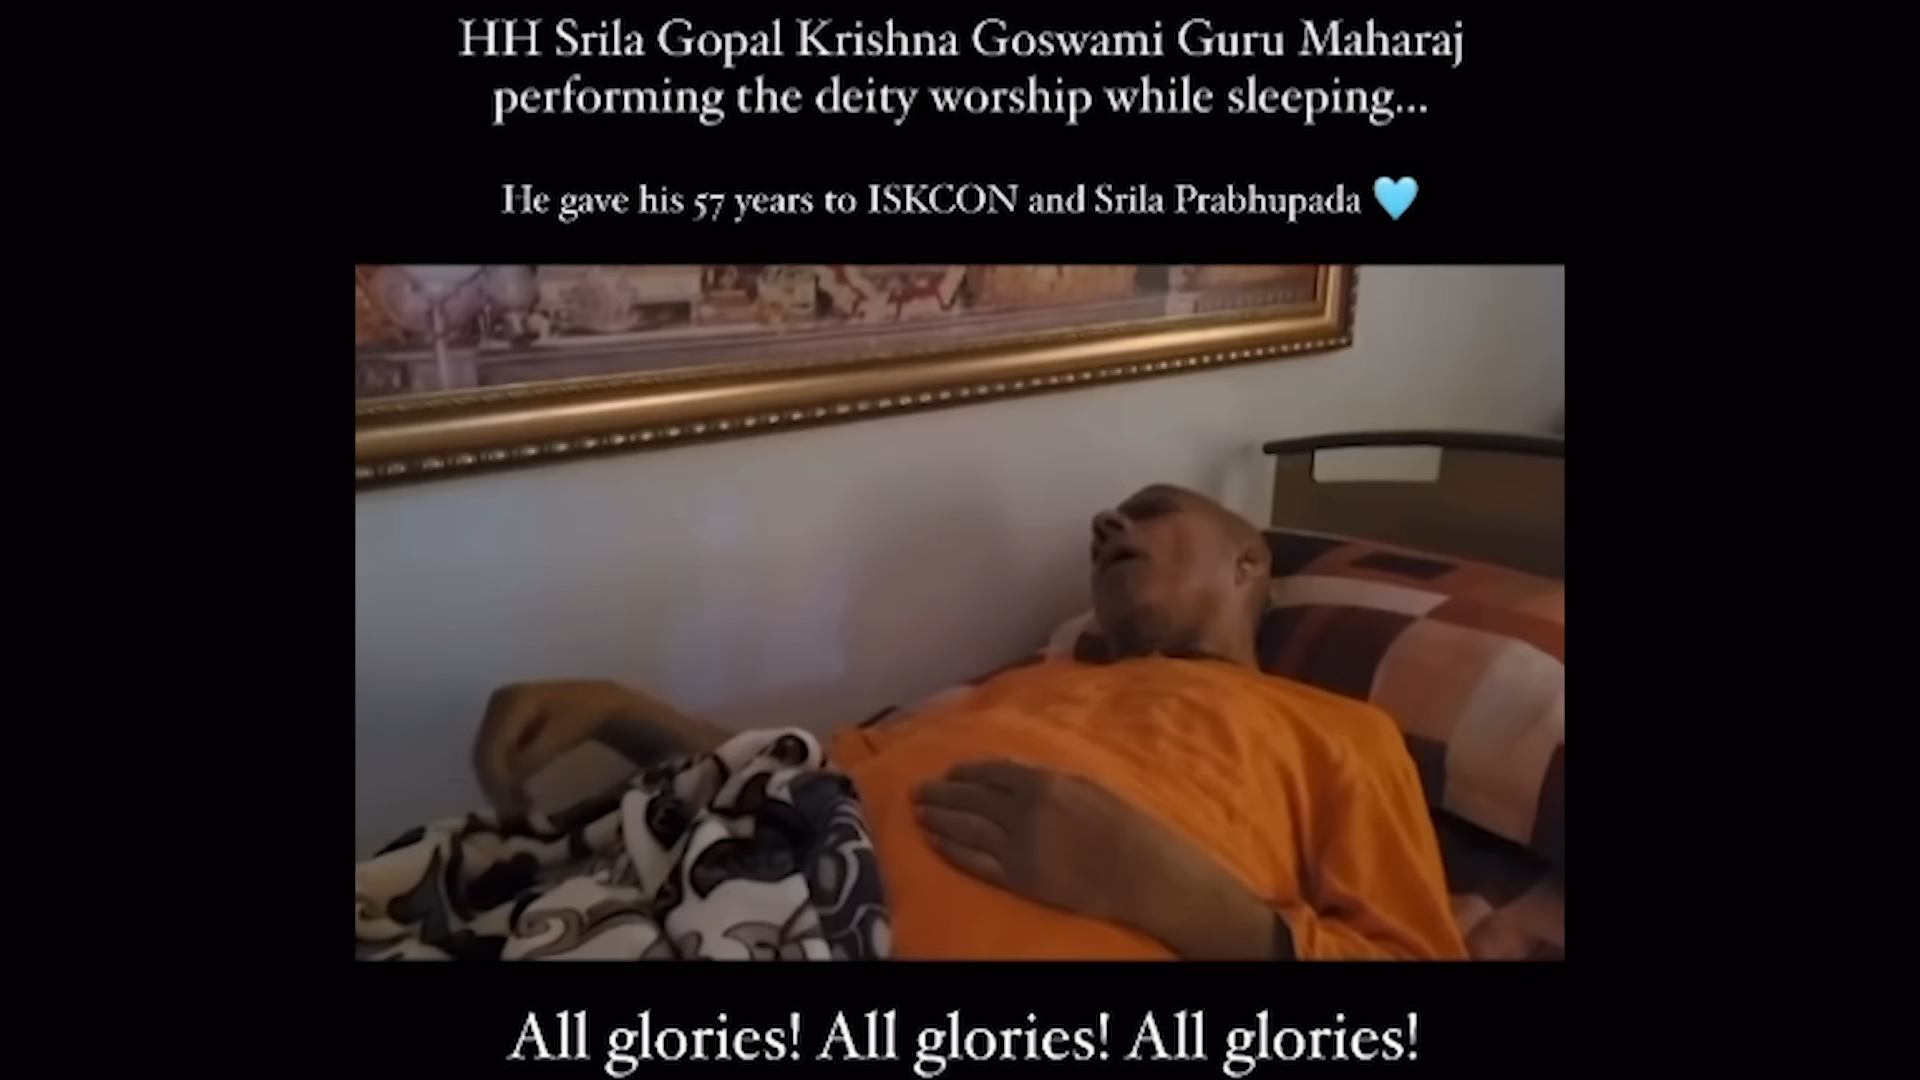 HH Srila Gopal Krishna Goswami Guru Maharaj
performing the deity worship while sleeping...
He gave his 57 years to ISKCON and Srila Prabhupada 🩵
All glories! All glories! All glories!